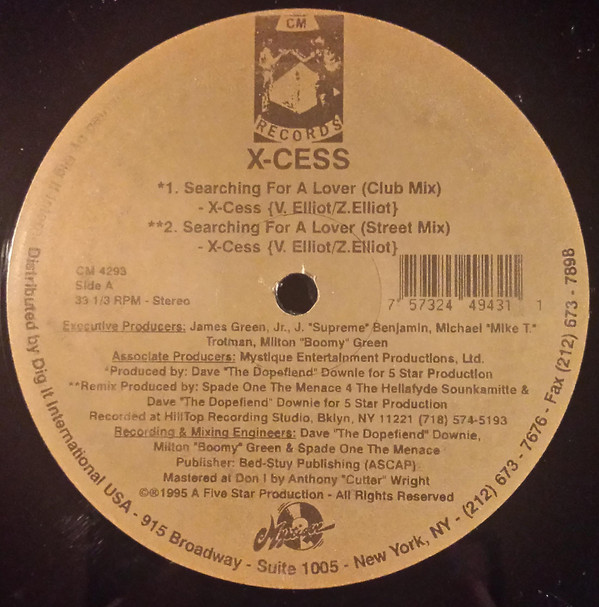 CM
RECORDS
X-CESS
*1. Searching For A Lover (Club Mix)
- X-Cess {V. Elliot/Z.Elliot}
**2. Searching For A Lover (Street Mix)
- X-Cess {V. Elliot/Z.Elliot}
CM 4293
Side A
33 1/3 RPM - Stereo
7 57324 49431 1
Executive Producers: James Green, Jr., J. "Supreme" Benjamin, Michael "Mike T."
Trotman, Milton "Boomy" Green
Associate Producers: Mystique Entertainment Productions, Ltd.
*Produced by: Dave "The Dopefiend" Downie for 5 Star Production
**Remix Produced by: Spade One The Menace 4 The Hellafyde Sounkamitte &
Dave "The Dopefiend" Downie for 5 Star Production
Recorded at HillTop Recording Studio, Bklyn, NY 11221 (718) 574-5193
Recording & Mixing Engineers: Dave "The Dopefiend" Downie,
Milton "Boomy" Green & Spade One The Menace
Publisher: Bed-Stuy Publishing (ASCAP)
Mastered at Don I by Anthony "Cutter" Wright
©®1995 A Five Star Production - All Rights Reserved
Distributed by Dig It International USA - 915 Broadway - Suite 1005 - New York, NY - (212) 673 - 7676 - Fax (212) 673 - 7898